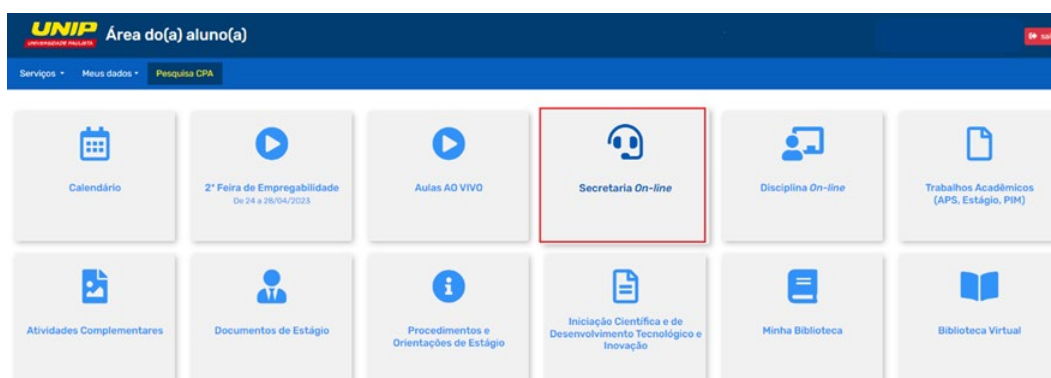 UNIP
UNIVERSIDADE PAULISTA
Área do(a) aluno(a)
Serviços
Meus dados
Pesquisa CPA
Calendário
2ª Feira de Empregabilidade
De 24 a 28/04/2023
Aulas AO VIVO
Secretaria On-line
Disciplina On-line
Trabalhos Acadêmicos
(APS, Estágio, PIM)
Atividades Complementares
Documentos de Estágio
Procedimentos e
Orientações de Estágio
Iniciação Científica e de
Desenvolvimento Tecnológico e
Inovação
Minha Biblioteca
Biblioteca Virtual